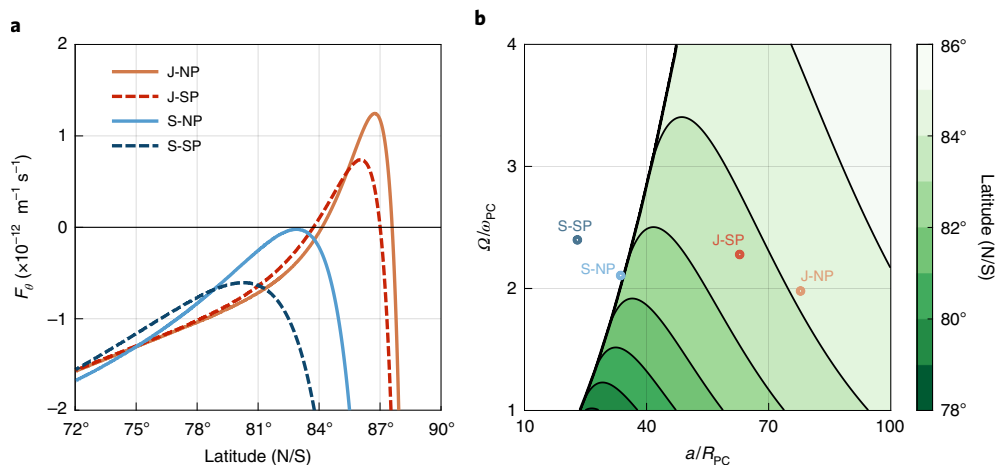 a
2
1
0
−1
−2
F_θ (×10⁻¹² m⁻¹ s⁻¹)
J-NP
J-SP
S-NP
S-SP
72° 75° 78° 81° 84° 87° 90°
Latitude (N/S)
b
4
3
2
1
Ω/ω_PC
S-SP
S-NP
J-SP
J-NP
10 40 70 100
a/R_PC
86°
84°
82°
80°
78°
Latitude (N/S)